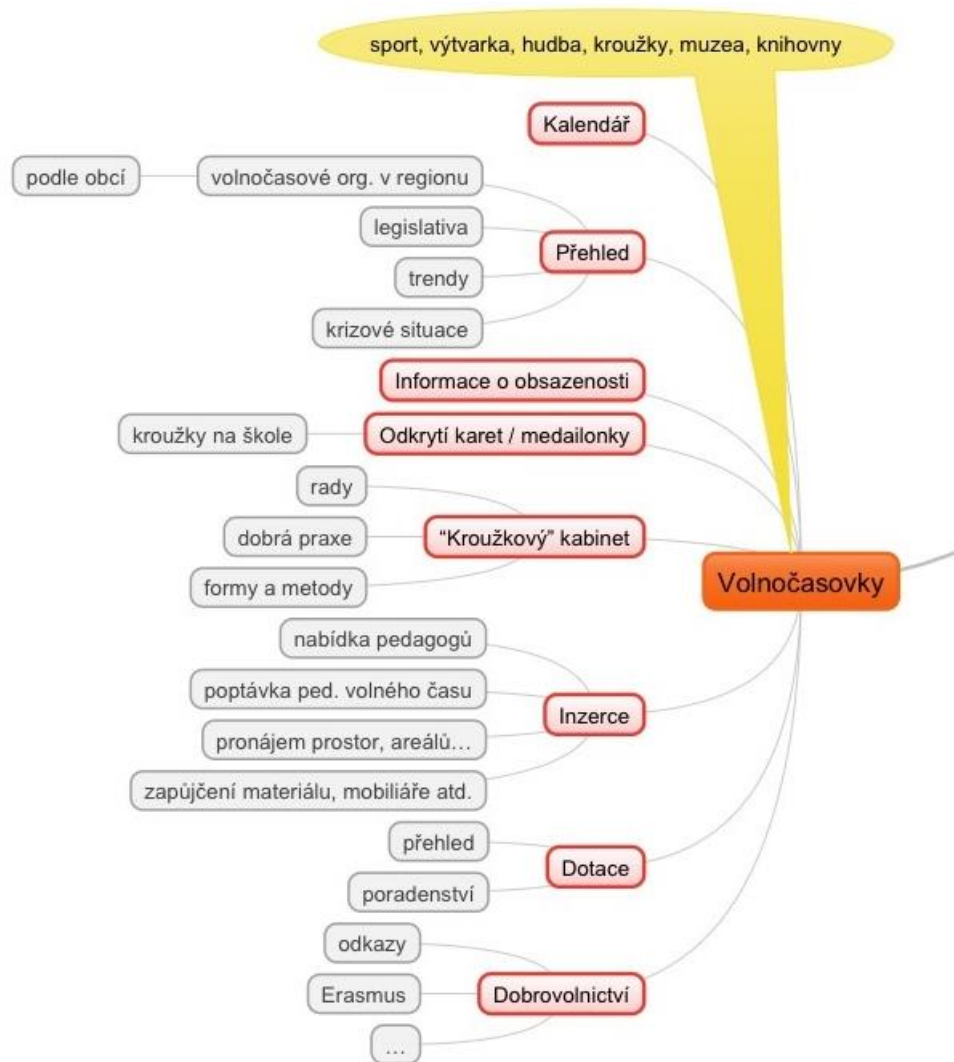 sport, výtvarka, hudba, kroužky, muzea, knihovny
Kalendář
podle obcí
volnočasové org. v regionu
legislativa
Přehled
trendy
krizové situace
Informace o obsazenosti
kroužky na škole
Odkrytí karet / medailonky
rady
dobrá praxe
“Kroužkový” kabinet
formy a metody
Volnočasovky
nabídka pedagogů
poptávka ped. volného času
Inzerce
pronájem prostor, areálů…
zapůjčení materiálu, mobiliáře atd.
přehled
Dotace
poradenství
odkazy
Erasmus
Dobrovolnictví
…